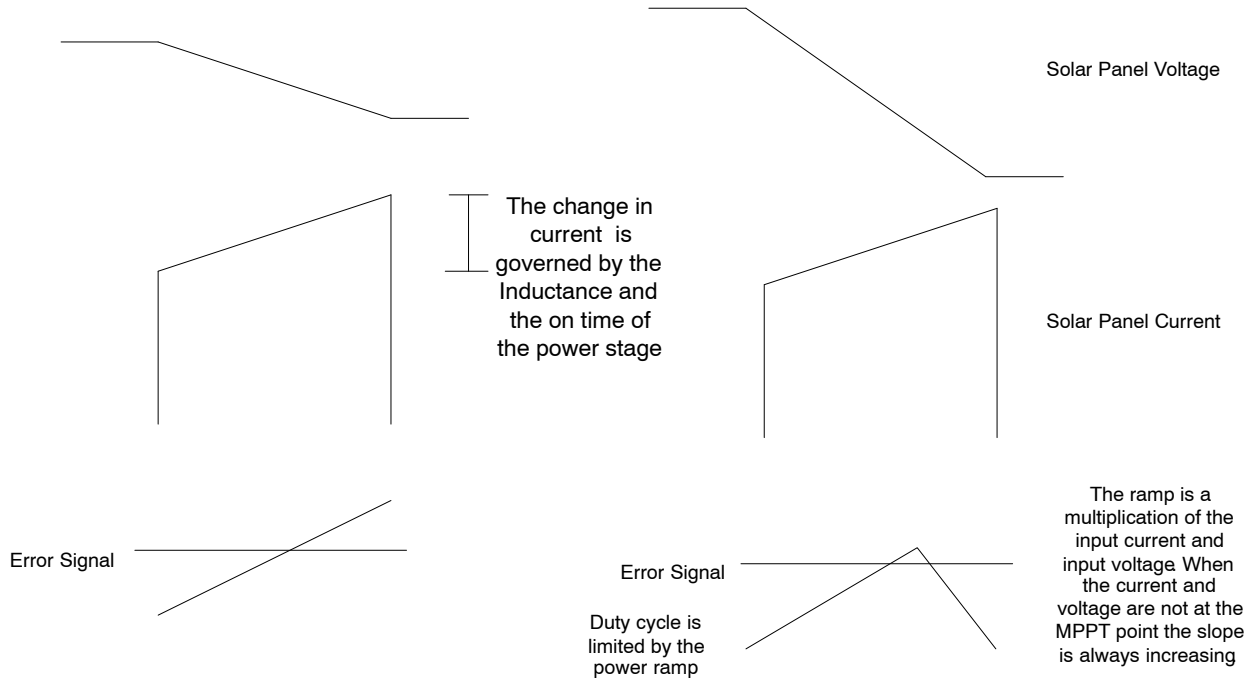 Solar Panel Voltage
The change in
current is
governed by the
Inductance and
the on time of
the power stage
Solar Panel Current
Error Signal
Error Signal
Duty cycle is
limited by the
power ramp
The ramp is a
multiplication of the
input current and
input voltage. When
the current and
voltage are not at the
MPPT point the slope
is always increasing.